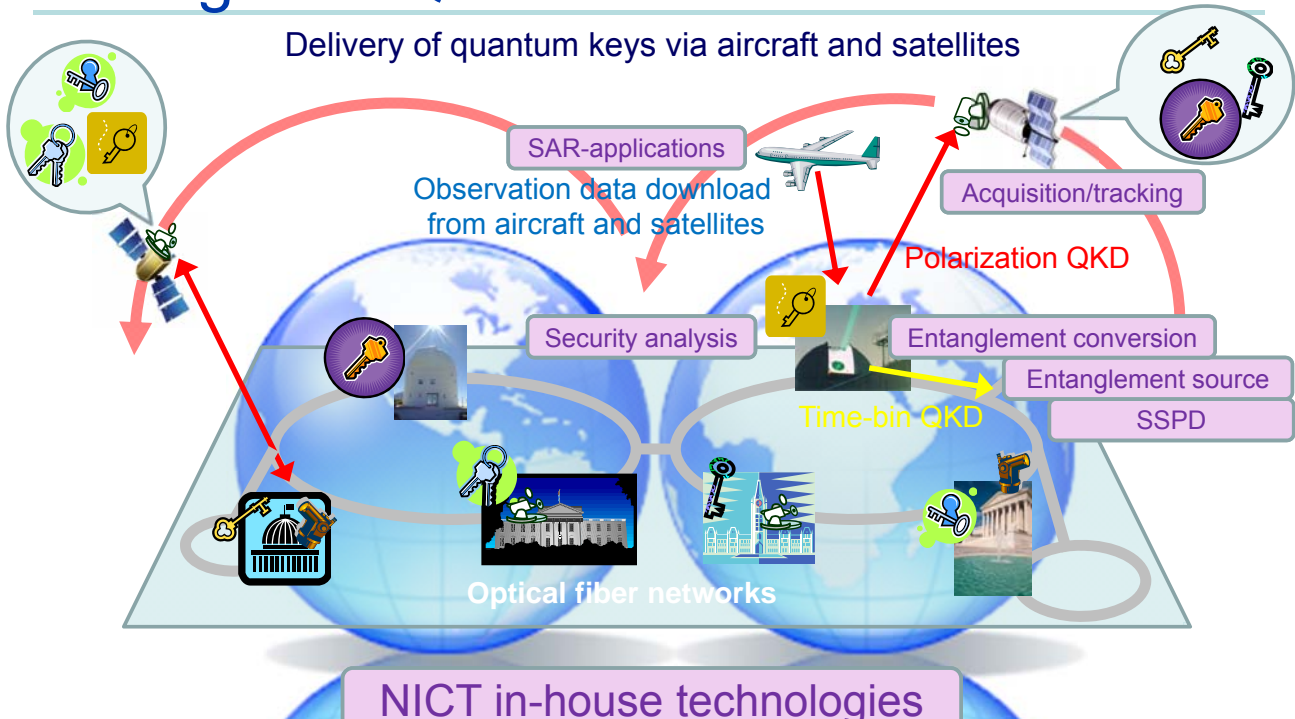 Delivery of quantum keys via aircraft and satellites
SAR-applications
Observation data download
from aircraft and satellites
Acquisition/tracking
Polarization QKD
Security analysis
Entanglement conversion
Entanglement source
Time-bin QKD
SSPD
Optical fiber networks
NICT in-house technologies